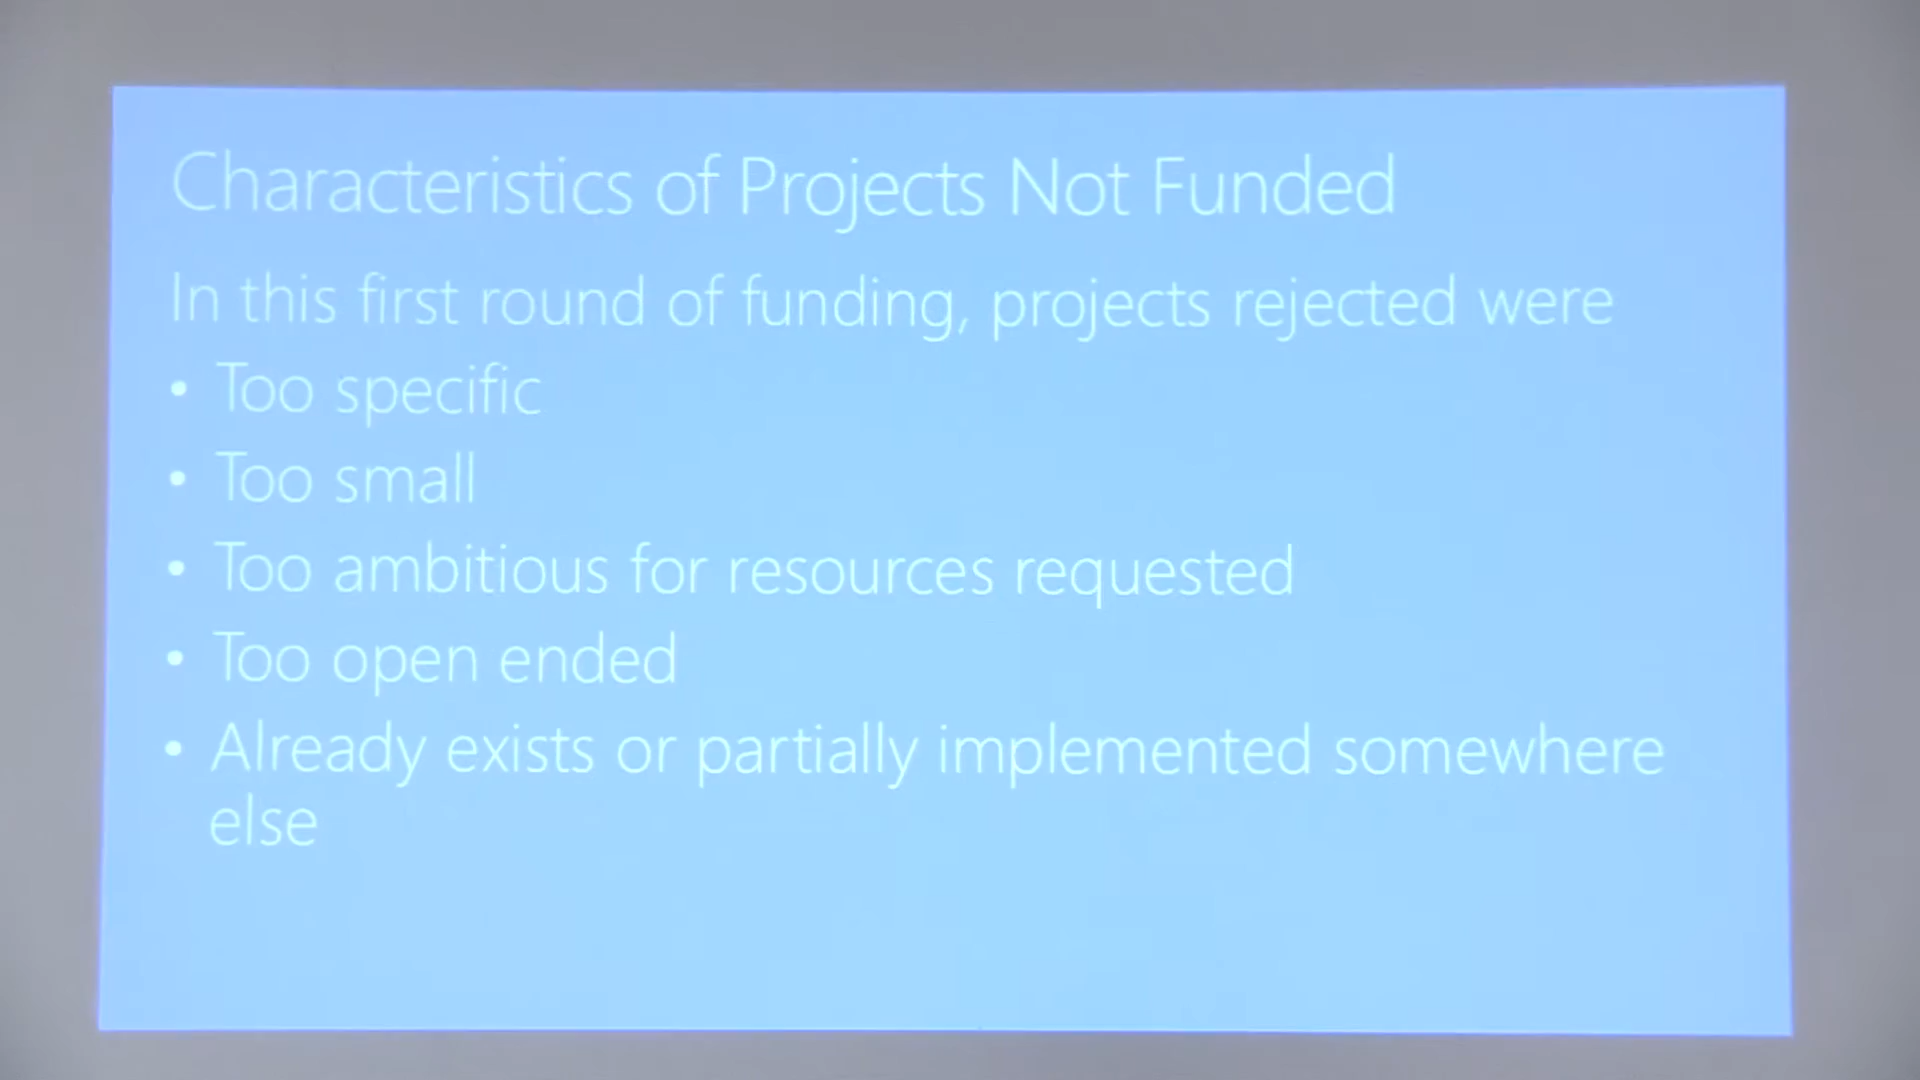 Characteristics of Projects Not Funded
In this first round of funding, projects rejected were
• Too specific
• Too small
• Too ambitious for resources requested
• Too open ended
• Already exists or partially implemented somewhere
else